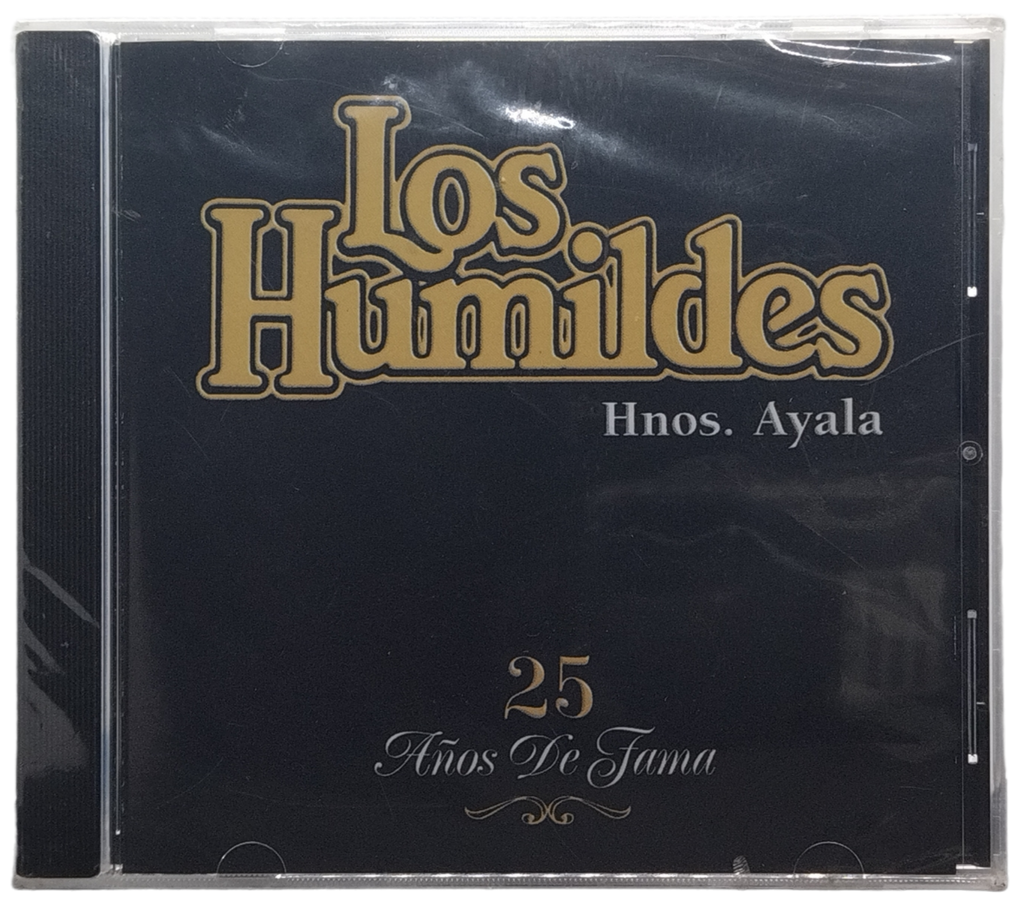 Los
Humildes
Hnos. Ayala
25
Años De Fama